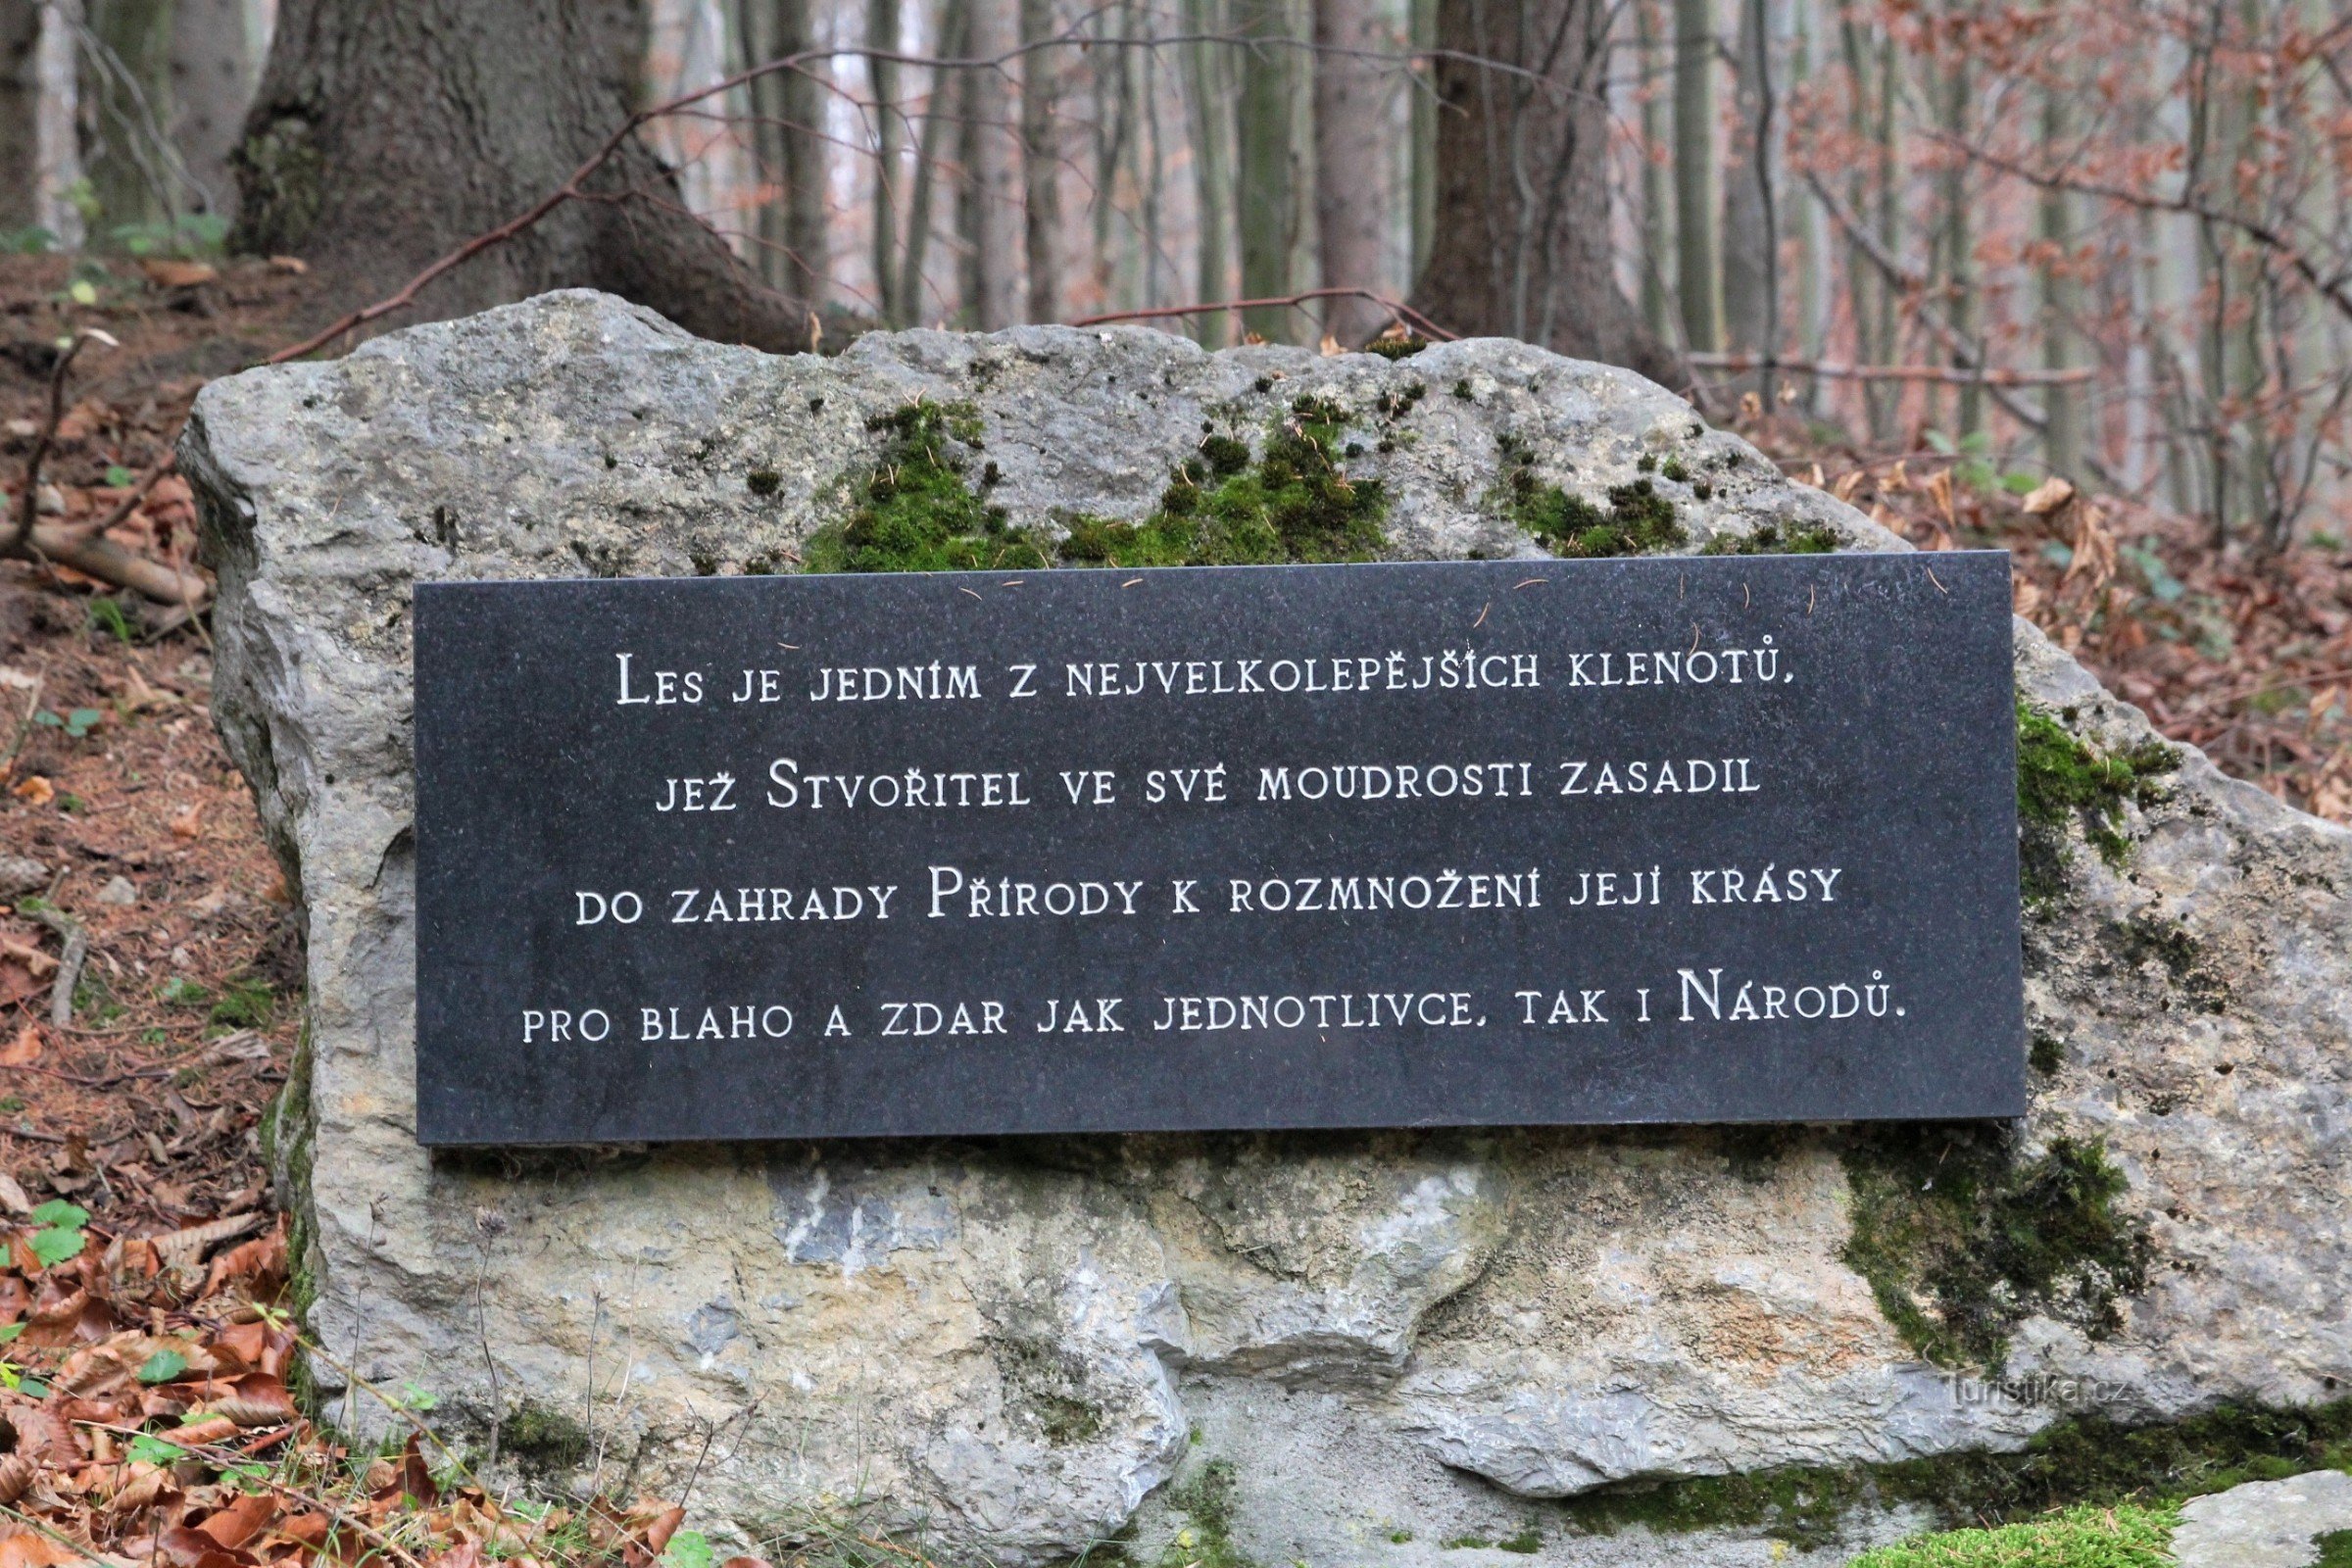 Les je jedním z nejvelkolepějších klenotů,
jež Stvořitel ve své moudrosti zasadil
do zahrady Přírody k rozmnožení její krásy
pro blaho a zdar jak jednotlivce, tak i Národů.
Turistika.cz